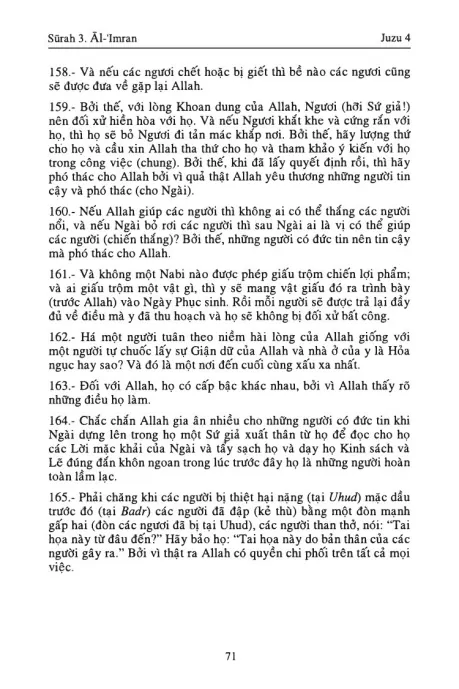 Sūrah 3. Āl-'Imran Juzu 4
158.- Và nếu các ngươi chết hoặc bị giết thì bề nào các ngươi cũng
sẽ được đưa về gặp lại Allah.
159.- Bởi thế, với lòng Khoan dung của Allah, Ngươi (hỡi Sứ giả!)
nên đối xử hiền hòa với họ. Và nếu Ngươi khắt khe và cứng rắn với
họ, thì họ sẽ bỏ Ngươi đi tản mác khắp nơi. Bởi thế, hãy lượng thứ
cho họ và cầu xin Allah tha thứ cho họ và tham khảo ý kiến với họ
trong công việc (chung). Bởi thế, khi đã lấy quyết định rồi, thì hãy
phó thác cho Allah bởi vì quả thật Allah yêu thương những người tin
cậy và phó thác (cho Ngài).
160.- Nếu Allah giúp các người thì không ai có thể thắng các người
nổi, và nếu Ngài bỏ rơi các người thì sau Ngài ai là vị có thể giúp
các người (chiến thắng)? Bởi thế, những người có đức tin nên tin cậy
mà phó thác cho Allah.
161.- Và không một Nabi nào được phép giấu trộm chiến lợi phẩm;
và ai giấu trộm một vật gì, thì y sẽ mang vật giấu đó ra trình bày
(trước Allah) vào Ngày Phục sinh. Rồi mỗi người sẽ được trả lại đầy
đủ về điều mà y đã thu hoạch và họ sẽ không bị đối xử bất công.
162.- Há một người tuân theo niềm hài lòng của Allah giống với
một người tự chuốc lấy sự Giận dữ của Allah và nhà ở của y là Hỏa
ngục hay sao? Và đó là một nơi đến cuối cùng xấu xa nhất.
163.- Đối với Allah, họ có cấp bậc khác nhau, bởi vì Allah thấy rõ
những điều họ làm.
164.- Chắc chắn Allah gia ân nhiều cho những người có đức tin khi
Ngài dựng lên trong họ một Sứ giả xuất thân từ họ để đọc cho họ
các Lời mặc khải của Ngài và tẩy sạch họ và dạy họ Kinh sách và
Lẽ đúng đắn khôn ngoan trong lúc trước đây họ là những người hoàn
toàn lầm lạc.
165.- Phải chăng khi các người bị thiệt hại nặng (tại Uhud) mặc dầu
trước đó (tại Badr) các người đã đập (kẻ thù) bằng một đòn mạnh
gấp hai (đòn các ngươi đã bị tại Uhud), các người than thở, nói: “Tai
họa này từ đâu đến?” Hãy bảo họ: “Tai họa này do bản thân của các
người gây ra.” Bởi vì thật ra Allah có quyền chi phối trên tất cả mọi
việc.
71